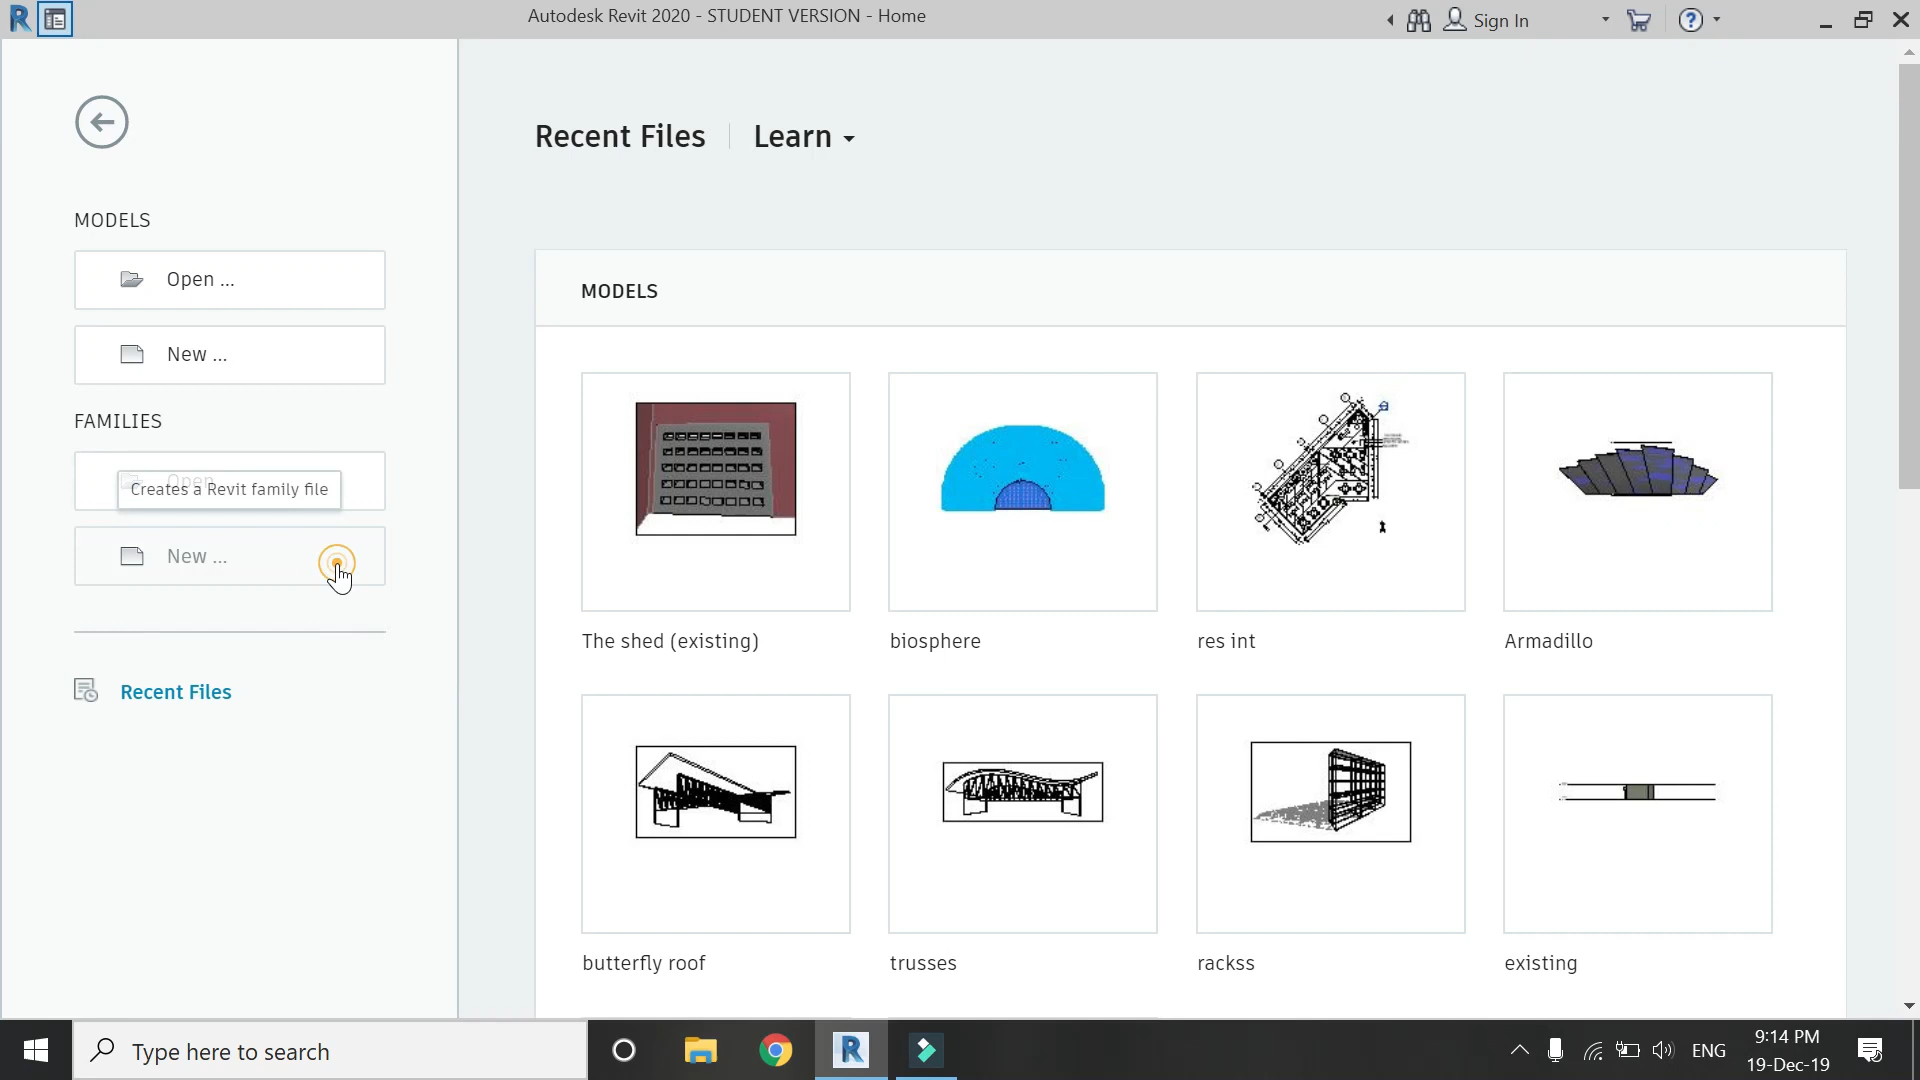 Autodesk Revit 2020 - STUDENT VERSION - Home
Sign In
MODELS
Open ...
New ...
FAMILIES
Open ...
Creates a Revit family file
New ...
Recent Files
Recent Files
Learn
MODELS
The shed (existing)
biosphere
res int
Armadillo
butterfly roof
trusses
rackss
existing
Type here to search
ENG
9:14 PM
19-Dec-19